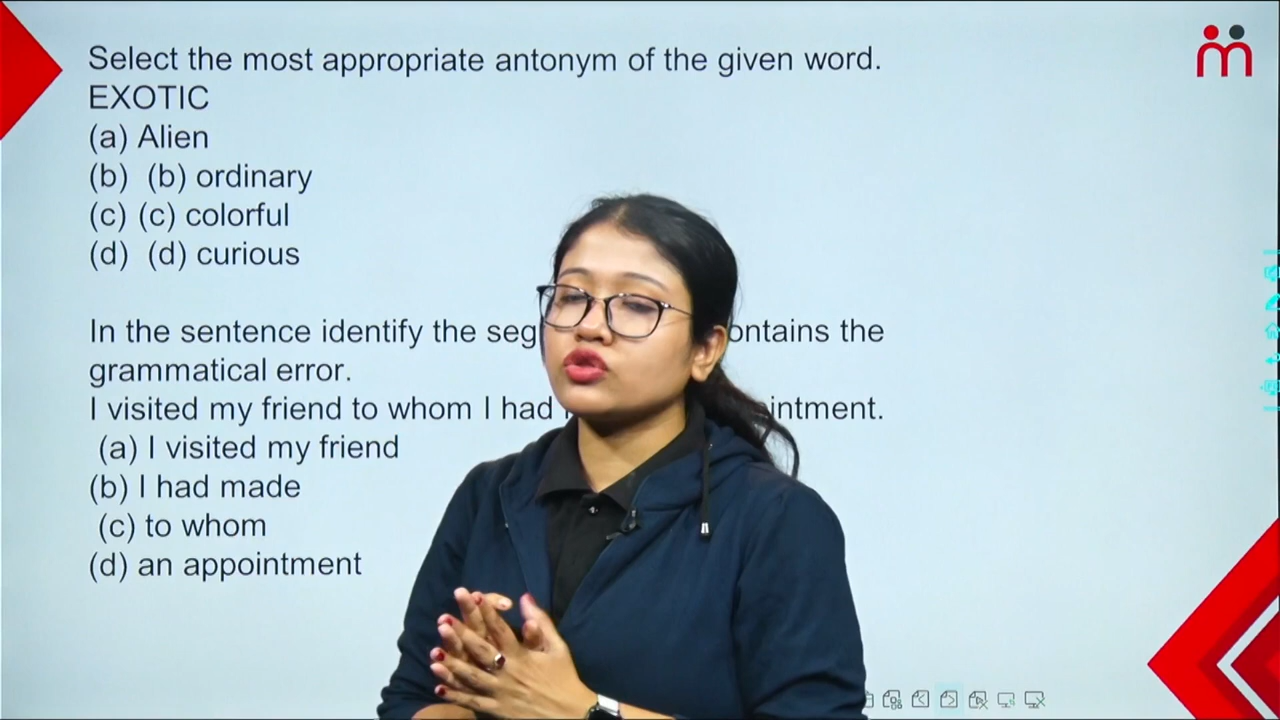 Select the most appropriate antonym of the given word.
EXOTIC
(a) Alien
(b) (b) ordinary
(c) (c) colorful
(d) (d) curious
In the sentence identify the seg ontains the
grammatical error.
I visited my friend to whom I had intment.
(a) I visited my friend
(b) I had made
(c) to whom
(d) an appointment